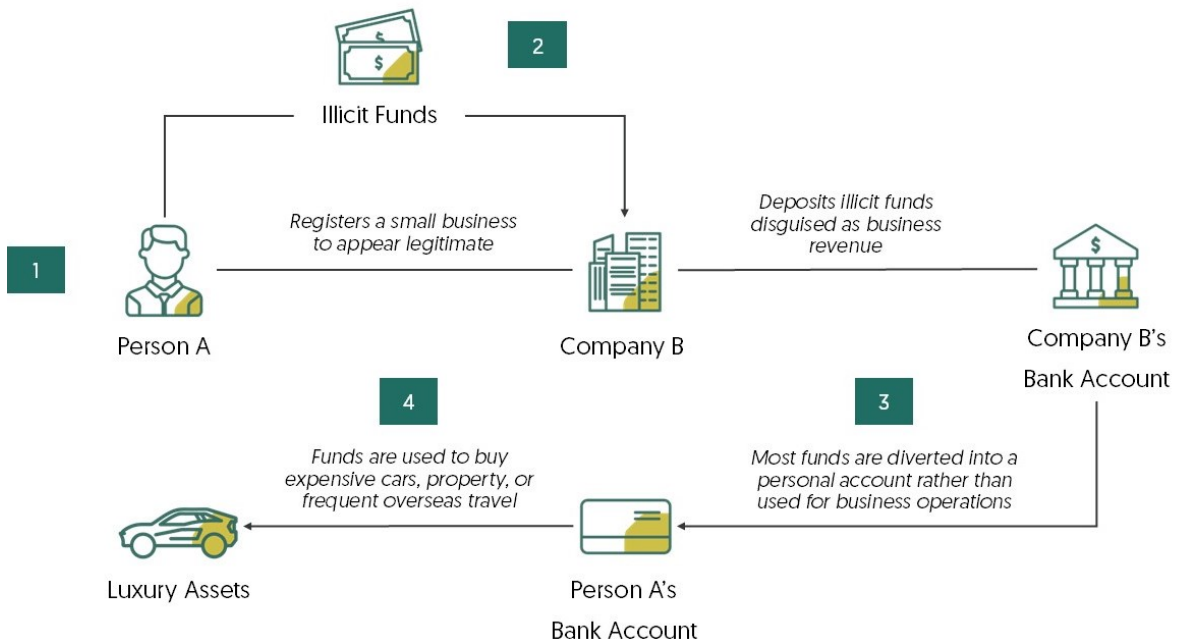 $
$
2
Illicit Funds
Registers a small business
to appear legitimate
Deposits illicit funds
disguised as business
revenue
1
$
Person A
Company B
Company B's
Bank Account
4
3
Funds are used to buy
expensive cars, property, or
frequent overseas travel
Most funds are diverted into a
personal account rather than
used for business operations
Luxury Assets
Person A's
Bank Account